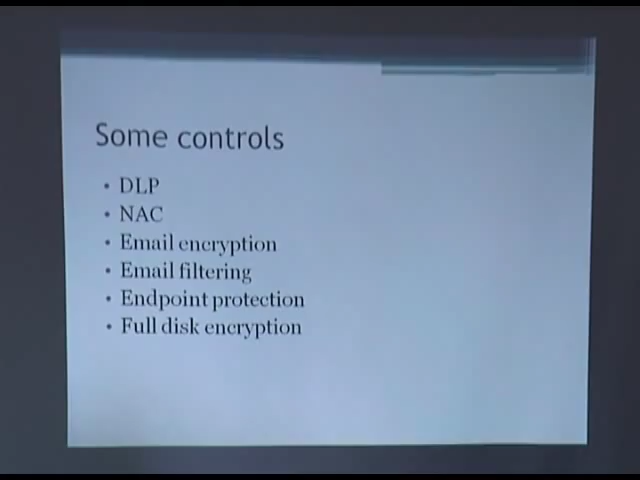 Some controls
• DLP
• NAC
• Email encryption
• Email filtering
• Endpoint protection
• Full disk encryption